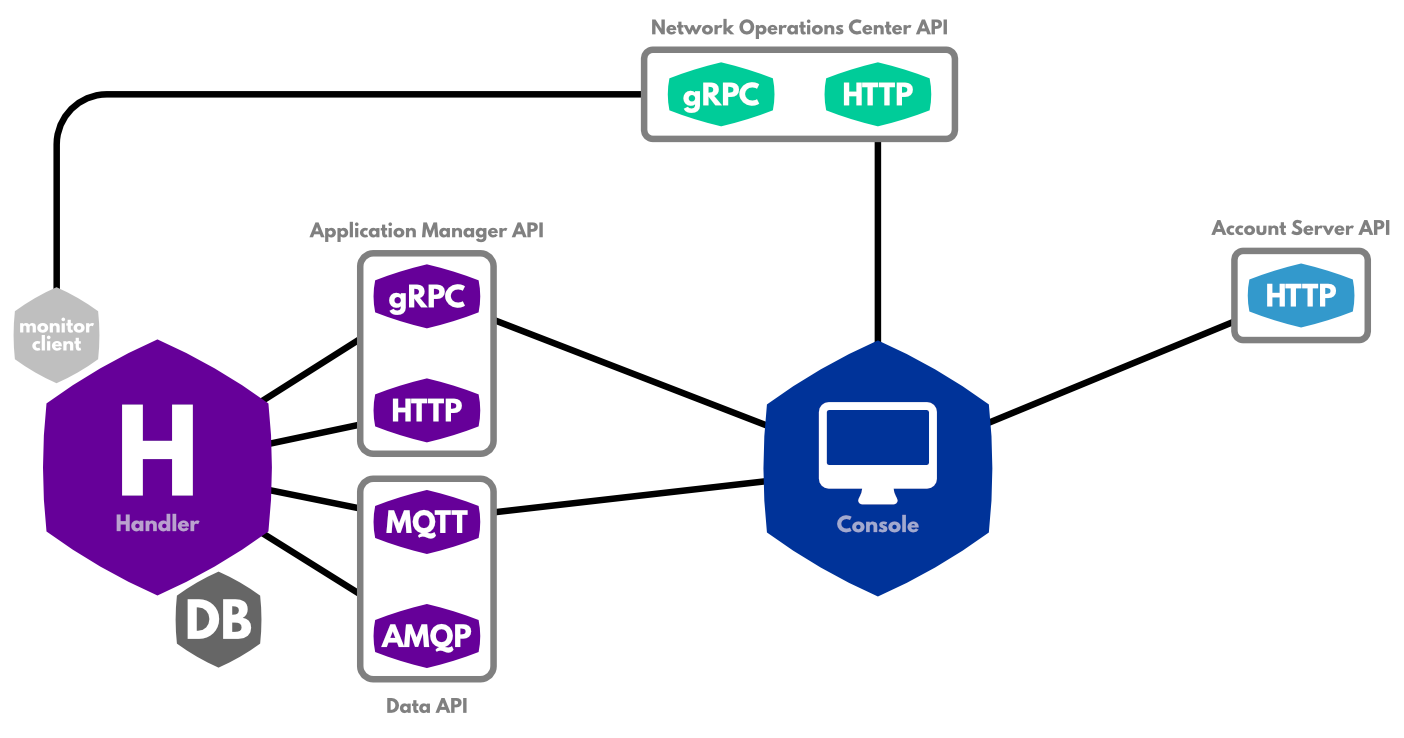 Network Operations Center API
gRPC
HTTP
Application Manager API
gRPC
HTTP
Account Server API
HTTP
monitor
client
H
Handler
DB
MQTT
AMQP
Data API
Console